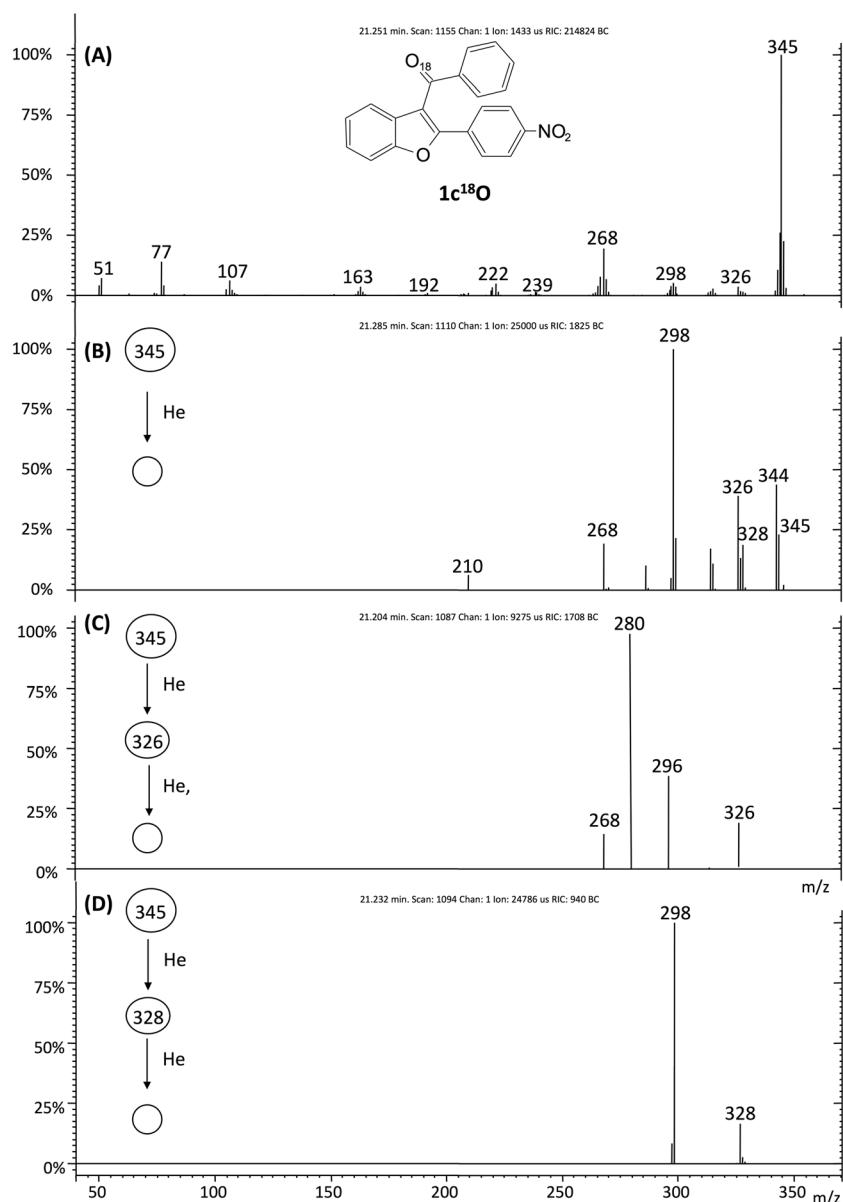 21.251 min. Scan: 1155 Chan: 1 Ion: 1433 us RIC: 214824 BC
(A)
O
18
NO2
O
1c18O
345
51
77
107
163
192
222
239
268
298
326
100%
75%
50%
25%
0%
21.285 min. Scan: 1110 Chan: 1 Ion: 25000 us RIC: 1825 BC
(B)
345
He
298
344
326
328
345
268
210
100%
75%
50%
25%
0%
21.204 min. Scan: 1087 Chan: 1 Ion: 9275 us RIC: 1708 BC
(C)
345
He
326
He,
280
296
268
326
100%
75%
50%
25%
0%
m/z
21.232 min. Scan: 1094 Chan: 1 Ion: 24786 us RIC: 940 BC
(D)
345
He
328
He
298
328
100%
75%
50%
25%
0%
50 100 150 200 250 300 350 m/z